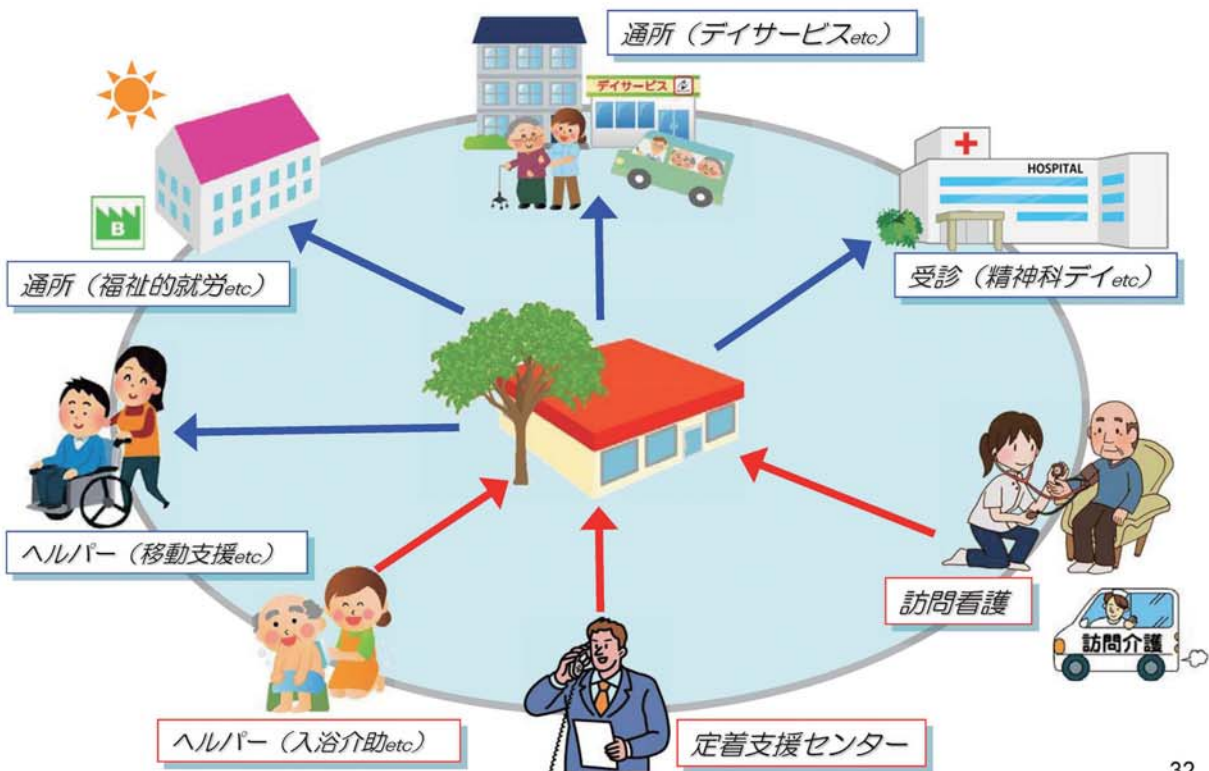 通所（デイサービスetc）
デイサービス
HOSPITAL
B
通所（福祉的就労etc）
受診（精神科デイetc）
ヘルパー（移動支援etc）
訪問看護
訪問介護
ヘルパー（入浴介助etc）
定着支援センター
32